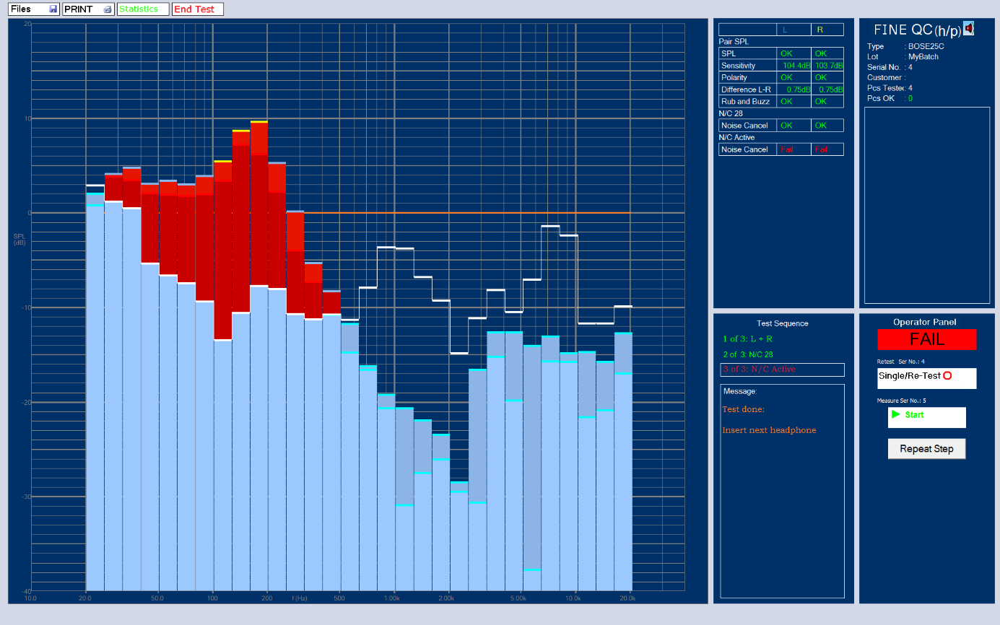 Files PRINT Statistics End Test
20
10
0
SPL
(dB)
-10
-20
-30
-40
10.0 20.0 50.0 100 200 f (Hz) 500 1.00k 2.00k 5.00k 10.0k 20.0k
L R
Pair SPL
SPL OK OK
Sensitivity 104.4dB 103.7dB
Polarity OK OK
Difference L-R 0.75dB 0.75dB
Rub and Buzz OK OK
N/C 28
Noise Cancel OK OK
N/C Active
Noise Cancel Fail Fail
FINE QC(h/p)
Type : BOSE25C
Lot : MyBatch
Serial No. : 4
Customer :
Pcs Tested : 4
Pcs OK : 0
Test Sequence
1 of 3: L + R
2 of 3: N/C 28
3 of 3: N/C Active
Message:
Test done:
Insert next headphone
Operator Panel
FAIL
Retest Ser No.: 4
Single/Re-Test
Measure Ser No.: 5
Start
Repeat Step